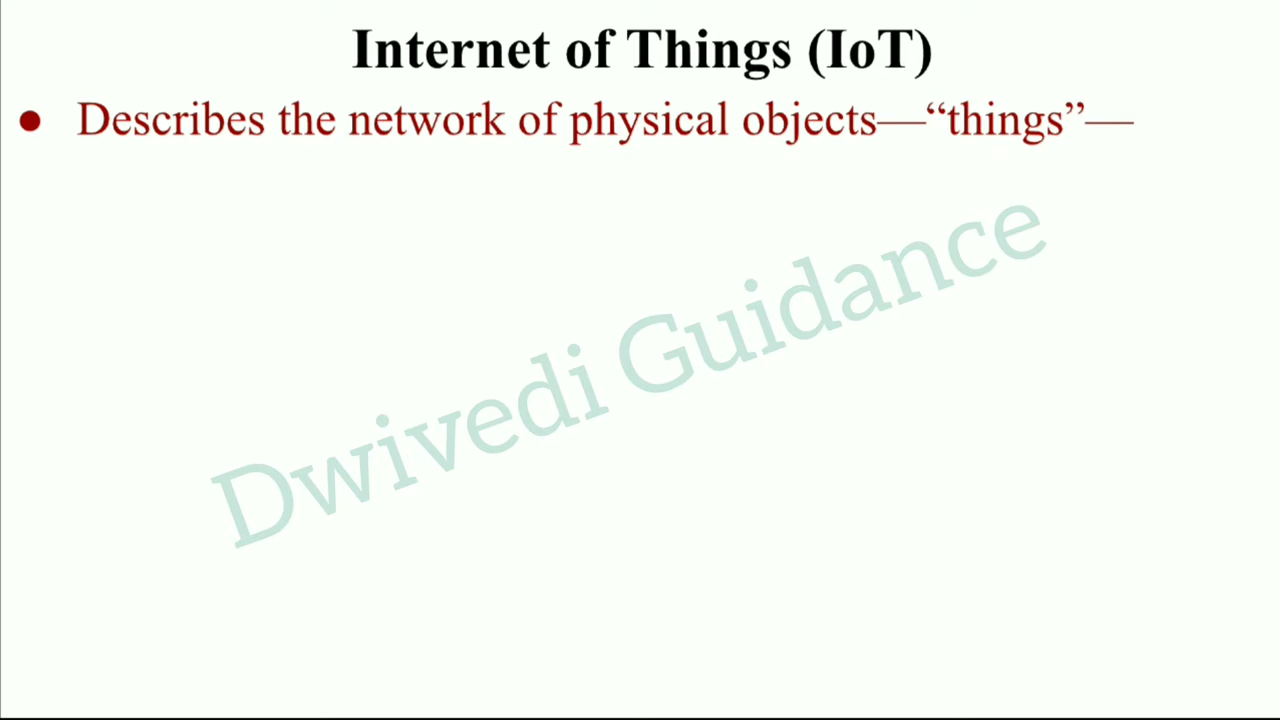 Internet of Things (IoT)
● Describes the network of physical objects—“things”—
Dwivedi Guidance